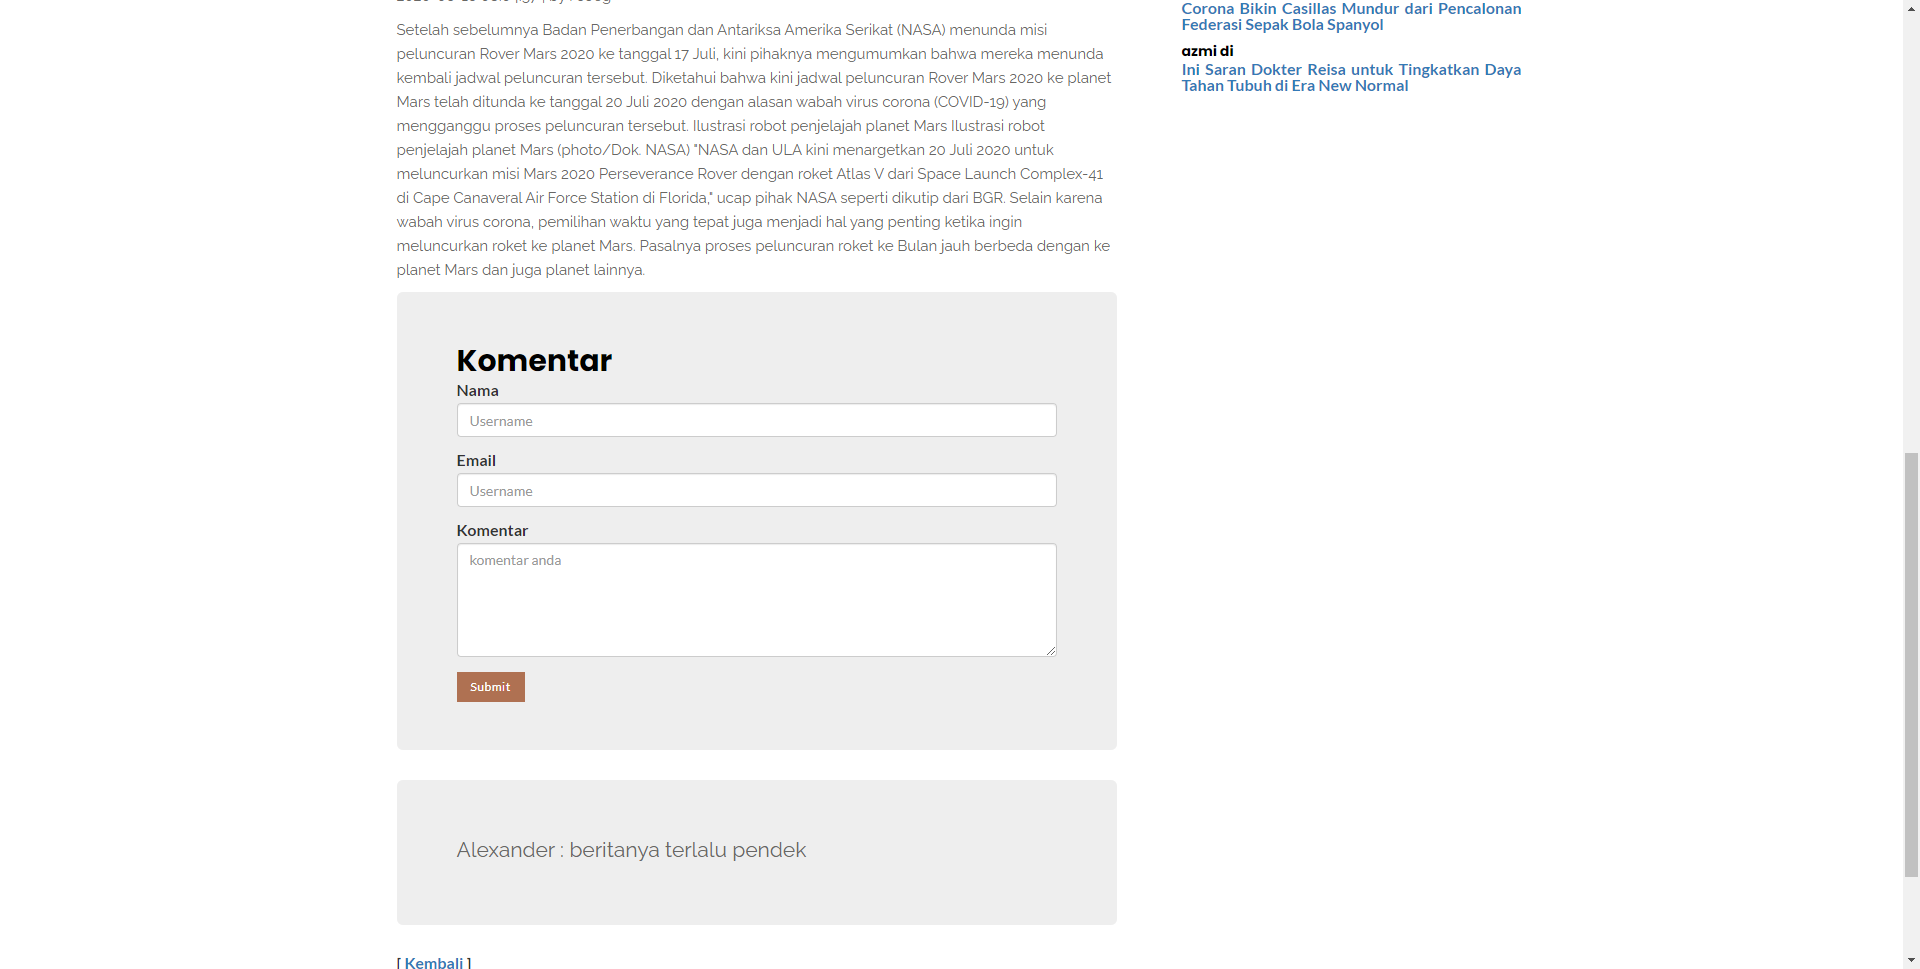 Setelah sebelumnya Badan Penerbangan dan Antariksa Amerika Serikat (NASA) menunda misi
peluncuran Rover Mars 2020 ke tanggal 17 Juli, kini pihaknya mengumumkan bahwa mereka menunda
kembali jadwal peluncuran tersebut. Diketahui bahwa kini jadwal peluncuran Rover Mars 2020 ke planet
Mars telah ditunda ke tanggal 20 Juli 2020 dengan alasan wabah virus corona (COVID-19) yang
mengganggu proses peluncuran tersebut. Ilustrasi robot penjelajah planet Mars Ilustrasi robot
penjelajah planet Mars (photo/Dok. NASA) "NASA dan ULA kini menargetkan 20 Juli 2020 untuk
meluncurkan misi Mars 2020 Perseverance Rover dengan roket Atlas V dari Space Launch Complex-41
di Cape Canaveral Air Force Station di Florida," ucap pihak NASA seperti dikutip dari BGR. Selain karena
wabah virus corona, pemilihan waktu yang tepat juga menjadi hal yang penting ketika ingin
meluncurkan roket ke planet Mars. Pasalnya proses peluncuran roket ke Bulan jauh berbeda dengan ke
planet Mars dan juga planet lainnya.
Komentar
Nama
Username
Email
Username
Komentar
komentar anda
Submit
Alexander : beritanya terlalu pendek
[ Kembali ]
Corona Bikin Casillas Mundur dari Pencalonan
Federasi Sepak Bola Spanyol
azmi di
Ini Saran Dokter Reisa untuk Tingkatkan Daya
Tahan Tubuh di Era New Normal